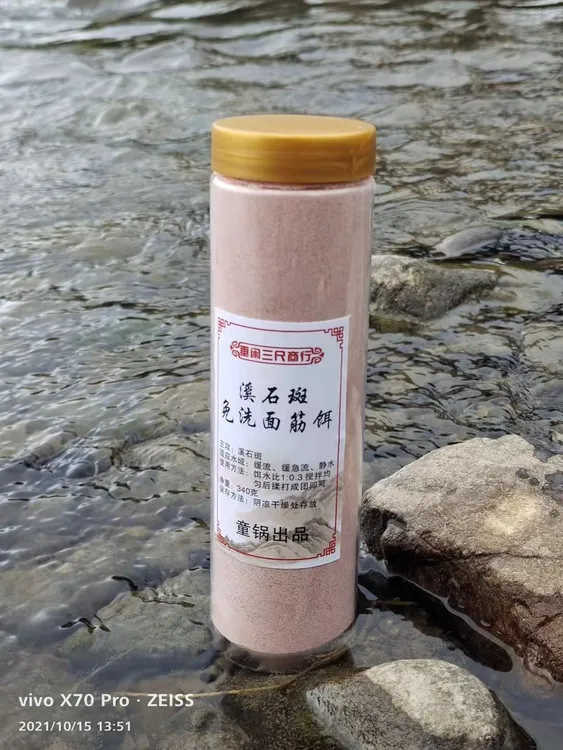 垂闲三尺商行
溪石斑
免洗面筋饵
主攻：溪石斑
适应水域：缓流、缓急流、静水
使用方法：饵水比1:0.3搅拌均
匀后揉打成团即可
净重：340克
保存方法：阴凉干燥处存放
童锅出品
vivo X70 Pro · ZEISS
2021/10/15 13:51